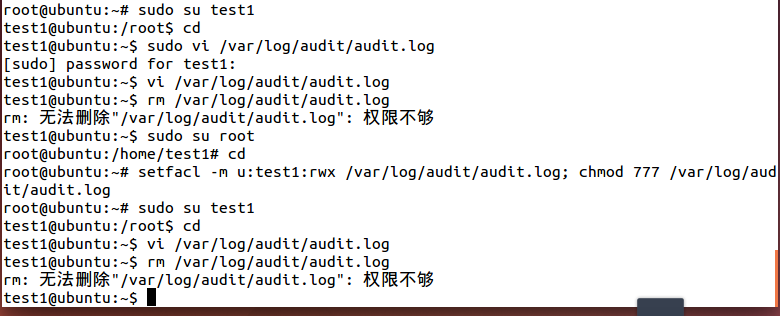 root@ubuntu:~# sudo su test1
test1@ubuntu:/root$ cd
test1@ubuntu:~$ sudo vi /var/log/audit/audit.log
[sudo] password for test1:
test1@ubuntu:~$ vi /var/log/audit/audit.log
test1@ubuntu:~$ rm /var/log/audit/audit.log
rm: 无法删除"/var/log/audit/audit.log": 权限不够
test1@ubuntu:~$ sudo su root
root@ubuntu:/home/test1# cd
root@ubuntu:~# setfacl -m u:test1:rwx /var/log/audit/audit.log; chmod 777 /var/log/aud
it/audit.log
root@ubuntu:~# sudo su test1
test1@ubuntu:/root$ cd
test1@ubuntu:~$ vi /var/log/audit/audit.log
test1@ubuntu:~$ rm /var/log/audit/audit.log
rm: 无法删除"/var/log/audit/audit.log": 权限不够
test1@ubuntu:~$